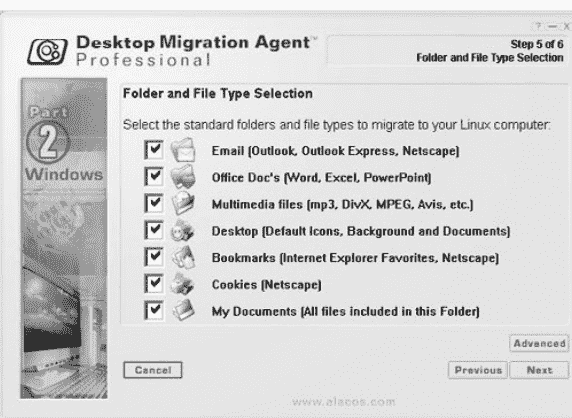 Desktop Migration Agent™
Professional
Step 5 of 6
Folder and File Type Selection
Part
2
Windows
Folder and File Type Selection
Select the standard folders and file types to migrate to your Linux computer:
Email (Outlook, Outlook Express, Netscape)
Office Doc's (Word, Excel, PowerPoint)
Multimedia files (mp3, DivX, MPEG, Avis, etc.)
Desktop (Default Icons, Background and Documents)
Bookmarks (Internet Explorer Favorites, Netscape)
Cookies (Netscape)
My Documents (All files included in this Folder)
Advanced
Cancel
Previous
Next
www.alacos.com